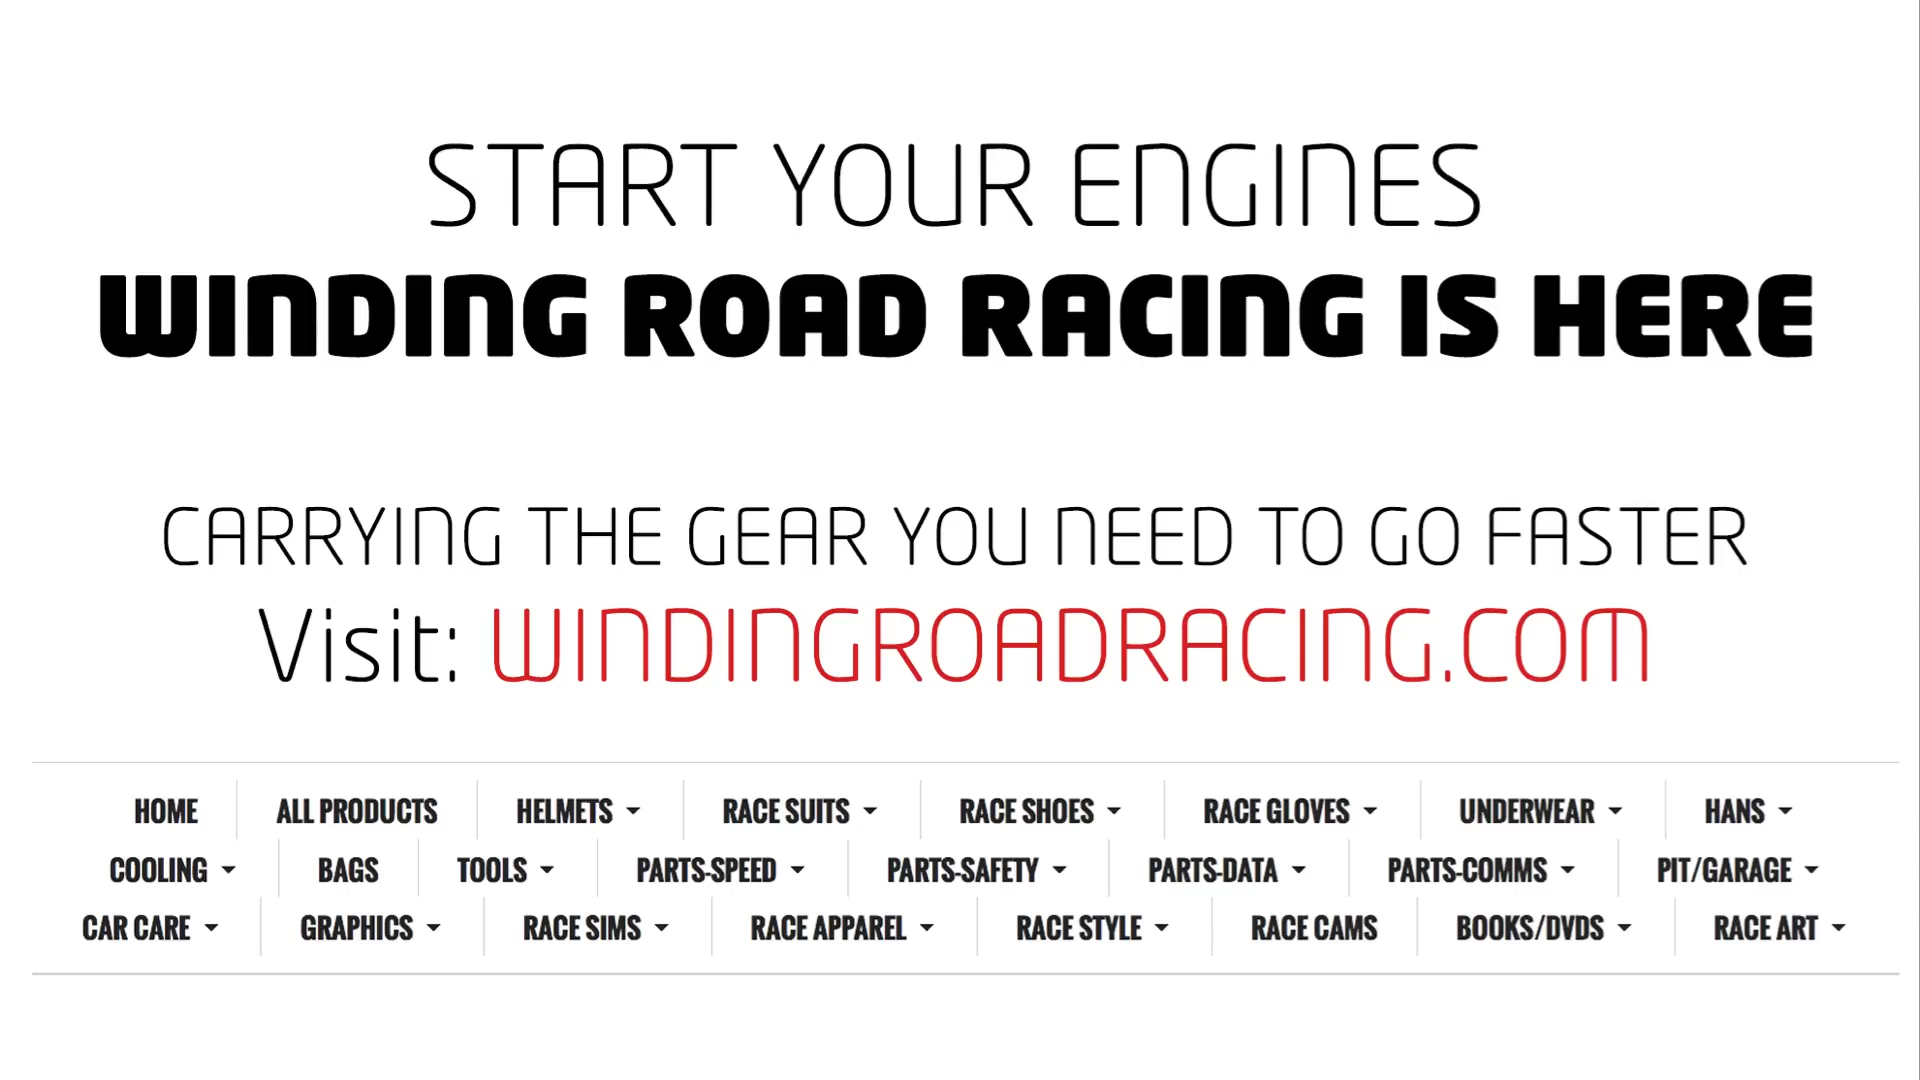 START YOUR ENGINES
WINDING ROAD RACING IS HERE
CARRYING THE GEAR YOU NEED TO GO FASTER
Visit: WINDINGROADRACING.COM
HOME ALL PRODUCTS HELMETS RACE SUITS RACE SHOES RACE GLOVES UNDERWEAR HANS
COOLING BAGS TOOLS PARTS-SPEED PARTS-SAFETY PARTS-DATA PARTS-COMMS PIT/GARAGE
CAR CARE GRAPHICS RACE SIMS RACE APPAREL RACE STYLE RACE CAMS BOOKS/DVDS RACE ART